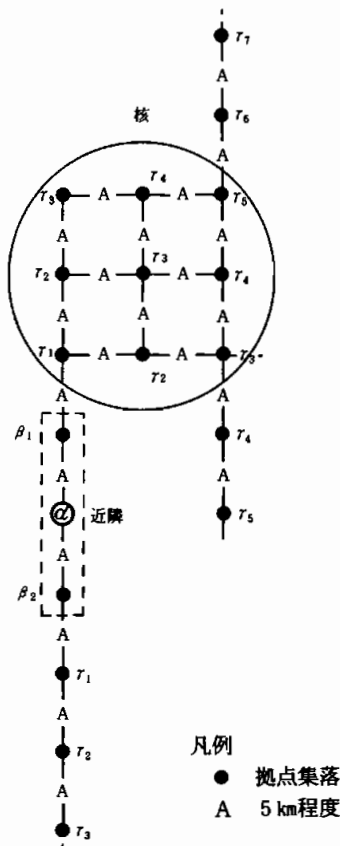 γ7
A
γ6
核
A
γ3 A γ4 A γ5
A A A
γ2 A γ3 A γ4
A A A
γ1 A γ2 A γ3
A A
β1 γ4
A A
α 近隣 γ5
A
β2
A
γ1
A
γ2
凡例
A
● 拠点集落
A 5km程度
γ3